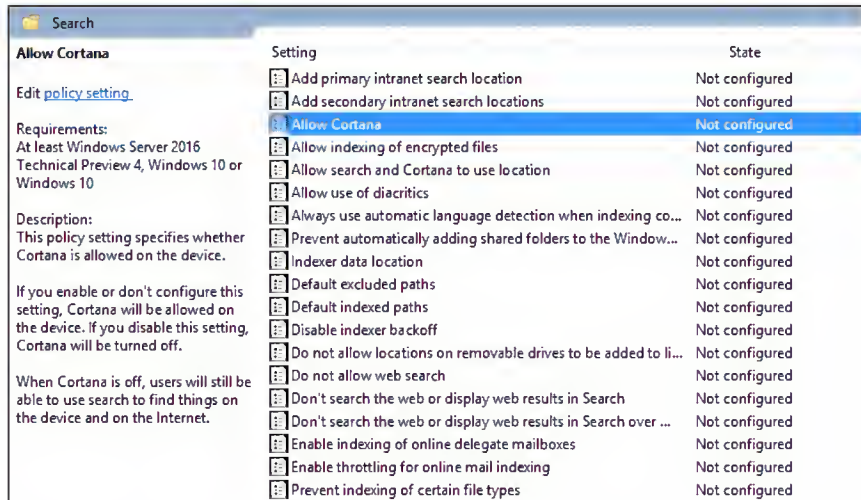 Search
Allow Cortana
Edit policy setting
Requirements:
At least Windows Server 2016
Technical Preview 4, Windows 10 or
Windows 10
Description:
This policy setting specifies whether
Cortana is allowed on the device.
If you enable or don't configure this
setting, Cortana will be allowed on
the device. If you disable this setting,
Cortana will be turned off.
When Cortana is off, users will still be
able to use search to find things on
the device and on the Internet.
Setting State
Add primary intranet search location Not configured
Add secondary intranet search locations Not configured
Allow Cortana Not configured
Allow indexing of encrypted files Not configured
Allow search and Cortana to use location Not configured
Allow use of diacritics Not configured
Always use automatic language detection when indexing co... Not configured
Prevent automatically adding shared folders to the Window... Not configured
Indexer data location Not configured
Default excluded paths Not configured
Default indexed paths Not configured
Disable indexer backoff Not configured
Do not allow locations on removable drives to be added to li... Not configured
Do not allow web search Not configured
Don't search the web or display web results in Search Not configured
Don't search the web or display web results in Search over ... Not configured
Enable indexing of online delegate mailboxes Not configured
Enable throttling for online mail indexing Not configured
Prevent indexing of certain file types Not configured